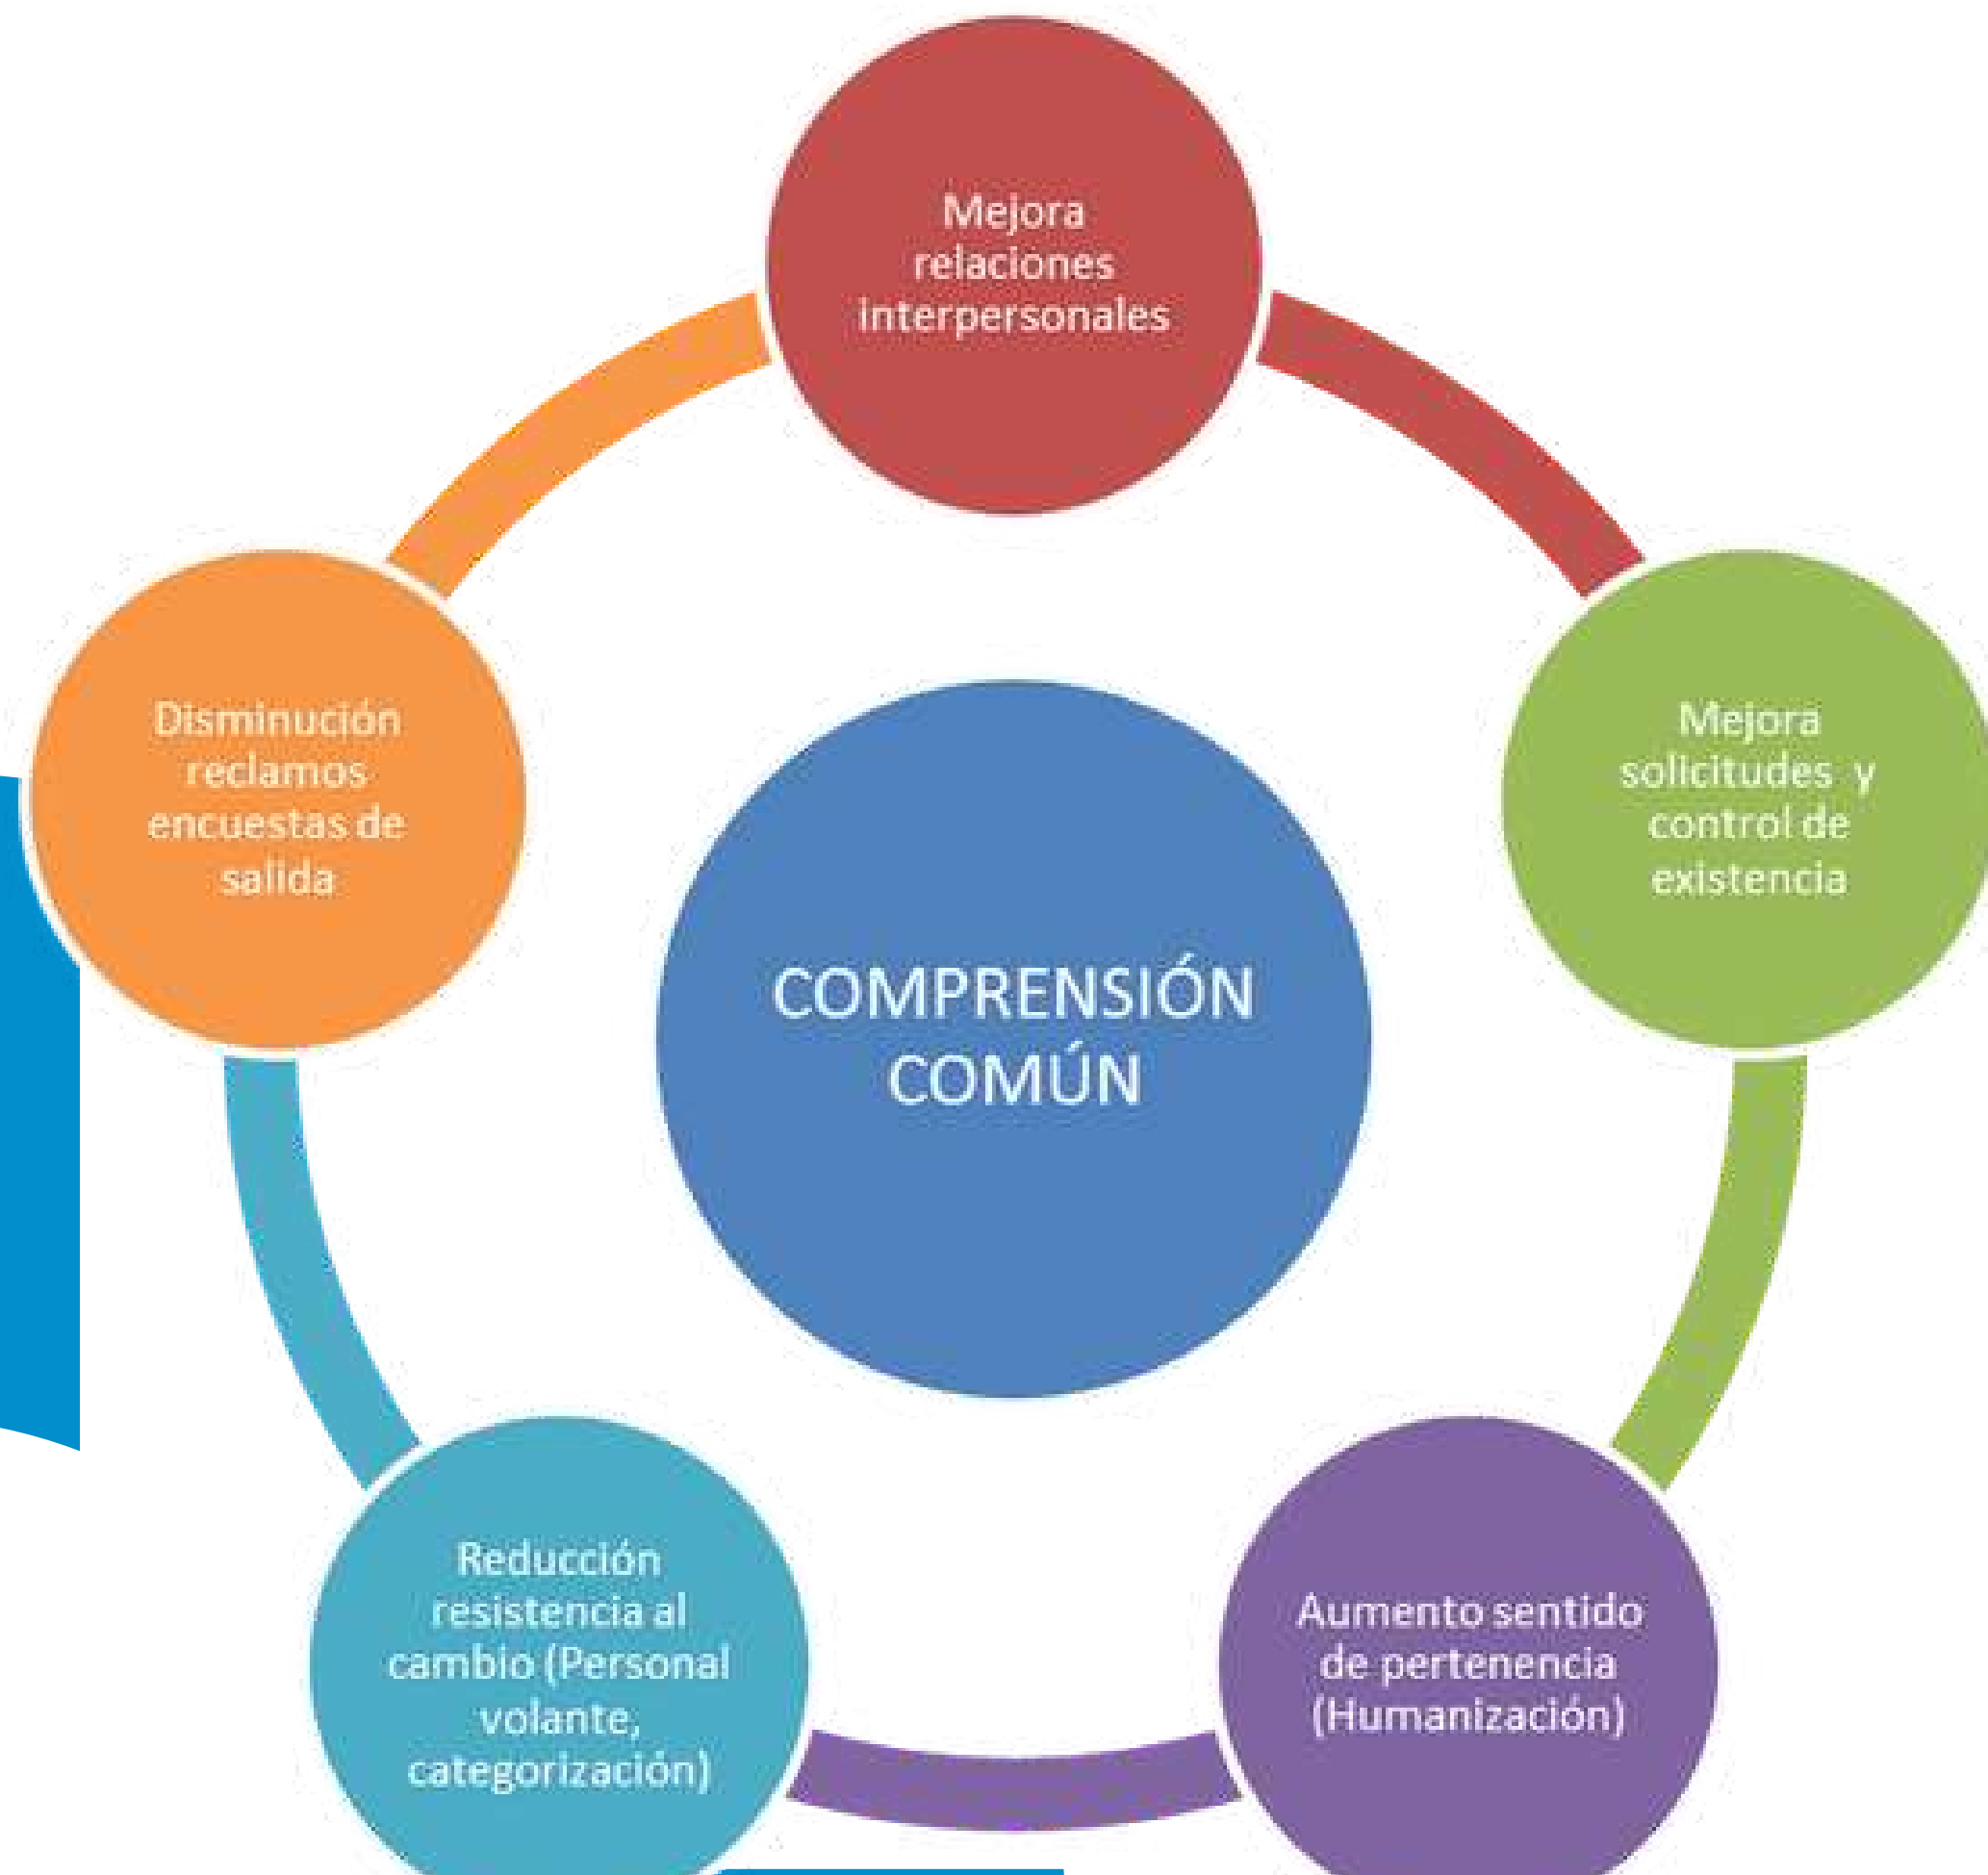 Mejora
relaciones
interpersonales
Mejora
solicitudes y
control de
existencia
Aumento sentido
de pertenencia
(Humanización)
Reducción
resistencia al
cambio (Personal
volante,
categorización)
Disminución
reclamos
encuestas de
salida
COMPRENSIÓN
COMÚN